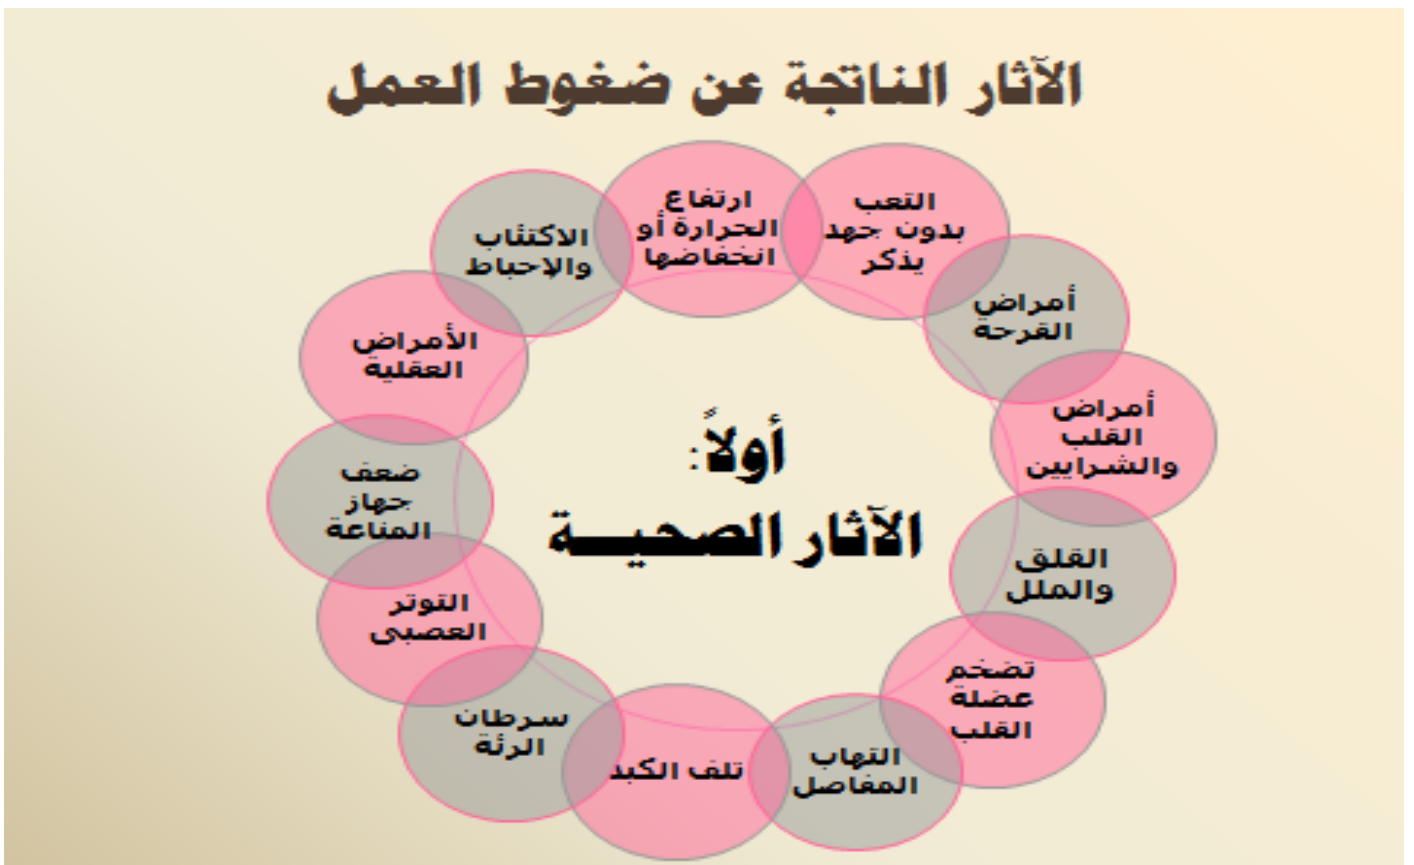 الآثار الناتجة عن ضغوط العمل
التعب
بدون جهد
يذكر
أمراض
القرحة
أمراض
القلب
والشرايين
القلق
والملل
تضخم
عضلة
القلب
التهاب
المفاصل
تلف الكبد
سرطان
الرئة
التوتر
العصبى
ضعف
جهاز
المناعة
الأمراض
العقلية
الاكتئاب
والإحباط
ارتفاع
الحرارة أو
انخفاضها
أولاً:
الآثار الصحيـــة